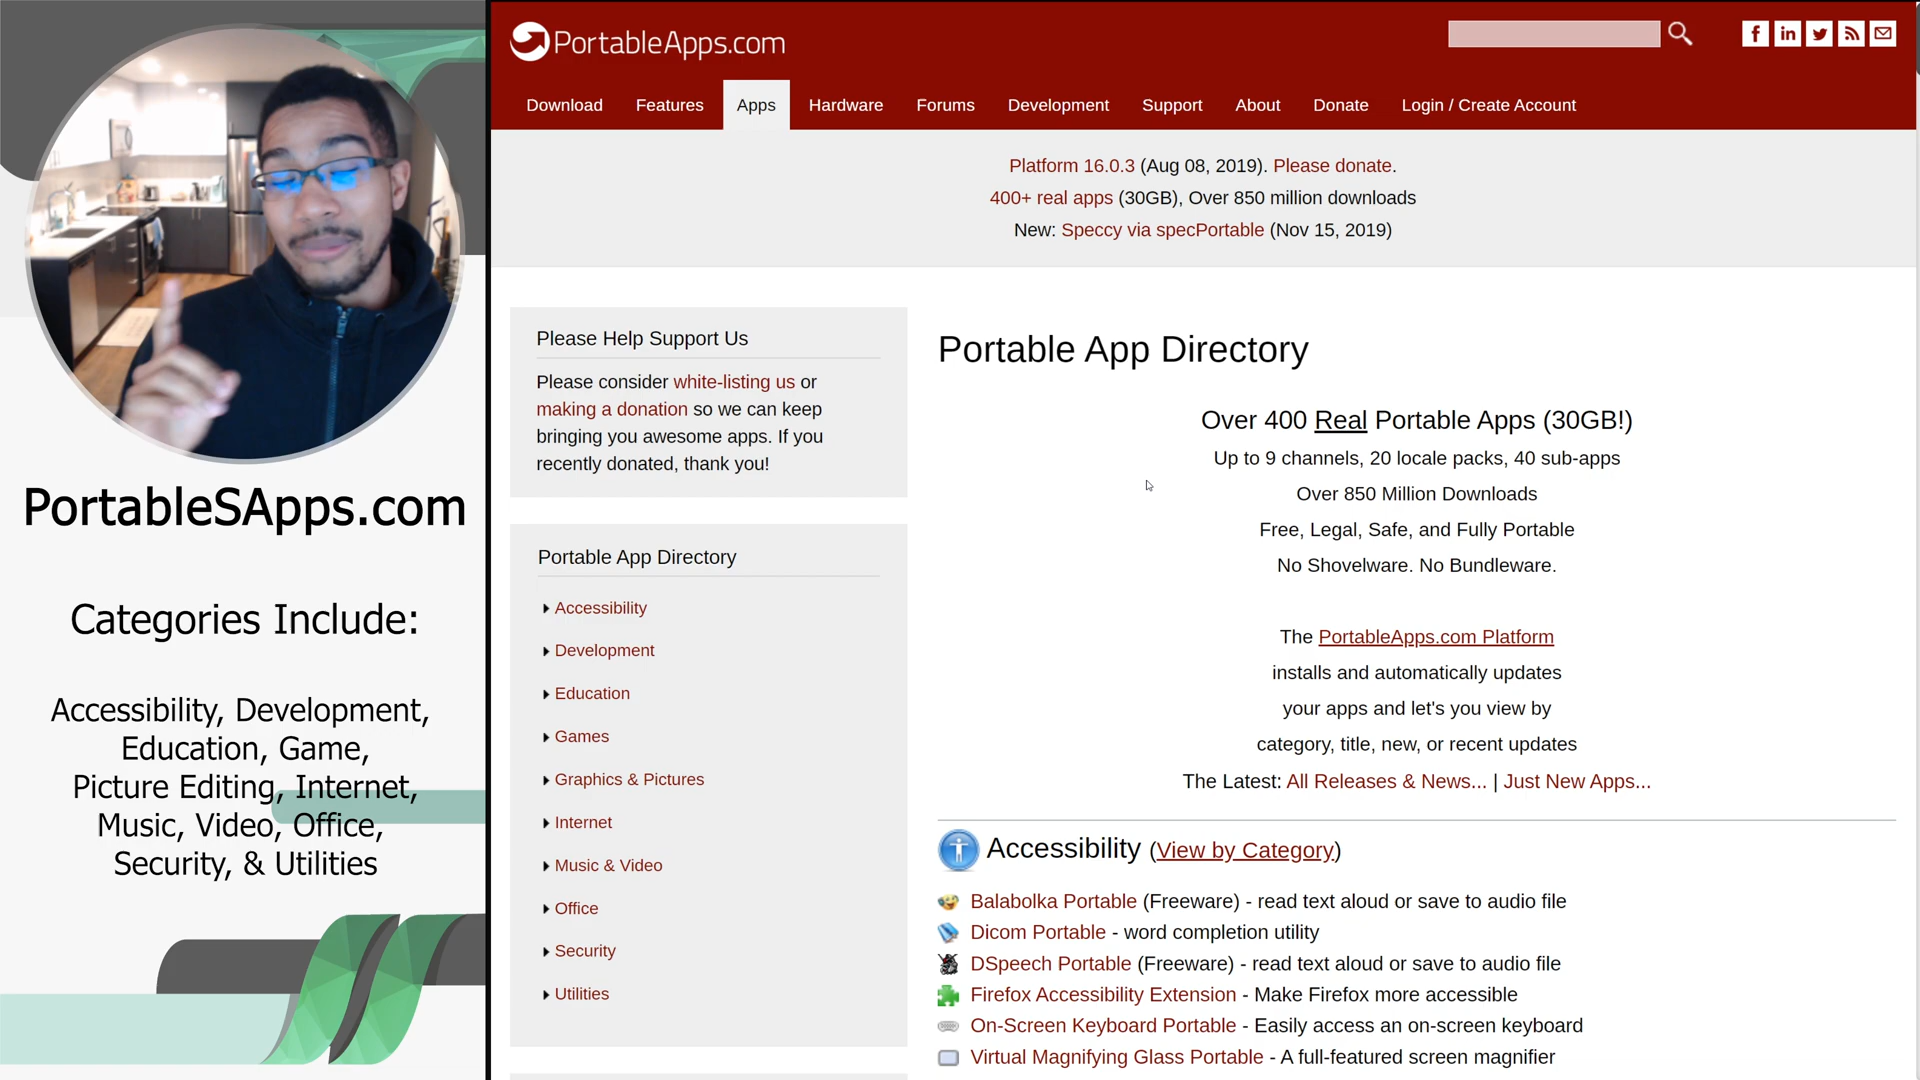 PortableSApps.com
Categories Include:
Accessibility, Development,
Education, Game,
Picture Editing, Internet,
Music, Video, Office,
Security, & Utilities
PortableApps.com
Download Features Apps Hardware Forums Development Support About Donate Login / Create Account
Platform 16.0.3 (Aug 08, 2019). Please donate.
400+ real apps (30GB), Over 850 million downloads
New: Speccy via specPortable (Nov 15, 2019)
Please Help Support Us
Please consider white-listing us or
making a donation so we can keep
bringing you awesome apps. If you
recently donated, thank you!
Portable App Directory
Accessibility
Development
Education
Games
Graphics & Pictures
Internet
Music & Video
Office
Security
Utilities
Portable App Directory
Over 400 Real Portable Apps (30GB!)
Up to 9 channels, 20 locale packs, 40 sub-apps
Over 850 Million Downloads
Free, Legal, Safe, and Fully Portable
No Shovelware. No Bundleware.
The PortableApps.com Platform
installs and automatically updates
your apps and let's you view by
category, title, new, or recent updates
The Latest: All Releases & News... | Just New Apps...
Accessibility (View by Category)
Balabolka Portable (Freeware) - read text aloud or save to audio file
Dicom Portable - word completion utility
DSpeech Portable (Freeware) - read text aloud or save to audio file
Firefox Accessibility Extension - Make Firefox more accessible
On-Screen Keyboard Portable - Easily access an on-screen keyboard
Virtual Magnifying Glass Portable - A full-featured screen magnifier